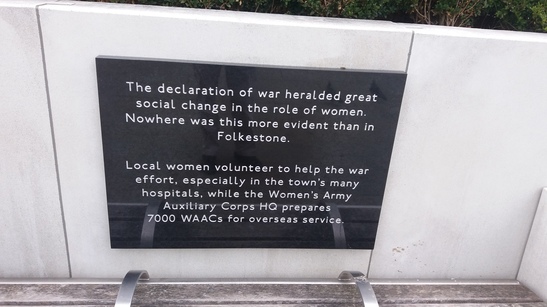 The declaration of war heralded great
social change in the role of women.
Nowhere was this more evident than in
Folkestone.
Local women volunteer to help the war
effort, especially in the town's many
hospitals, while the Women's Army
Auxiliary Corps HQ prepares
7000 WAACs for overseas service.